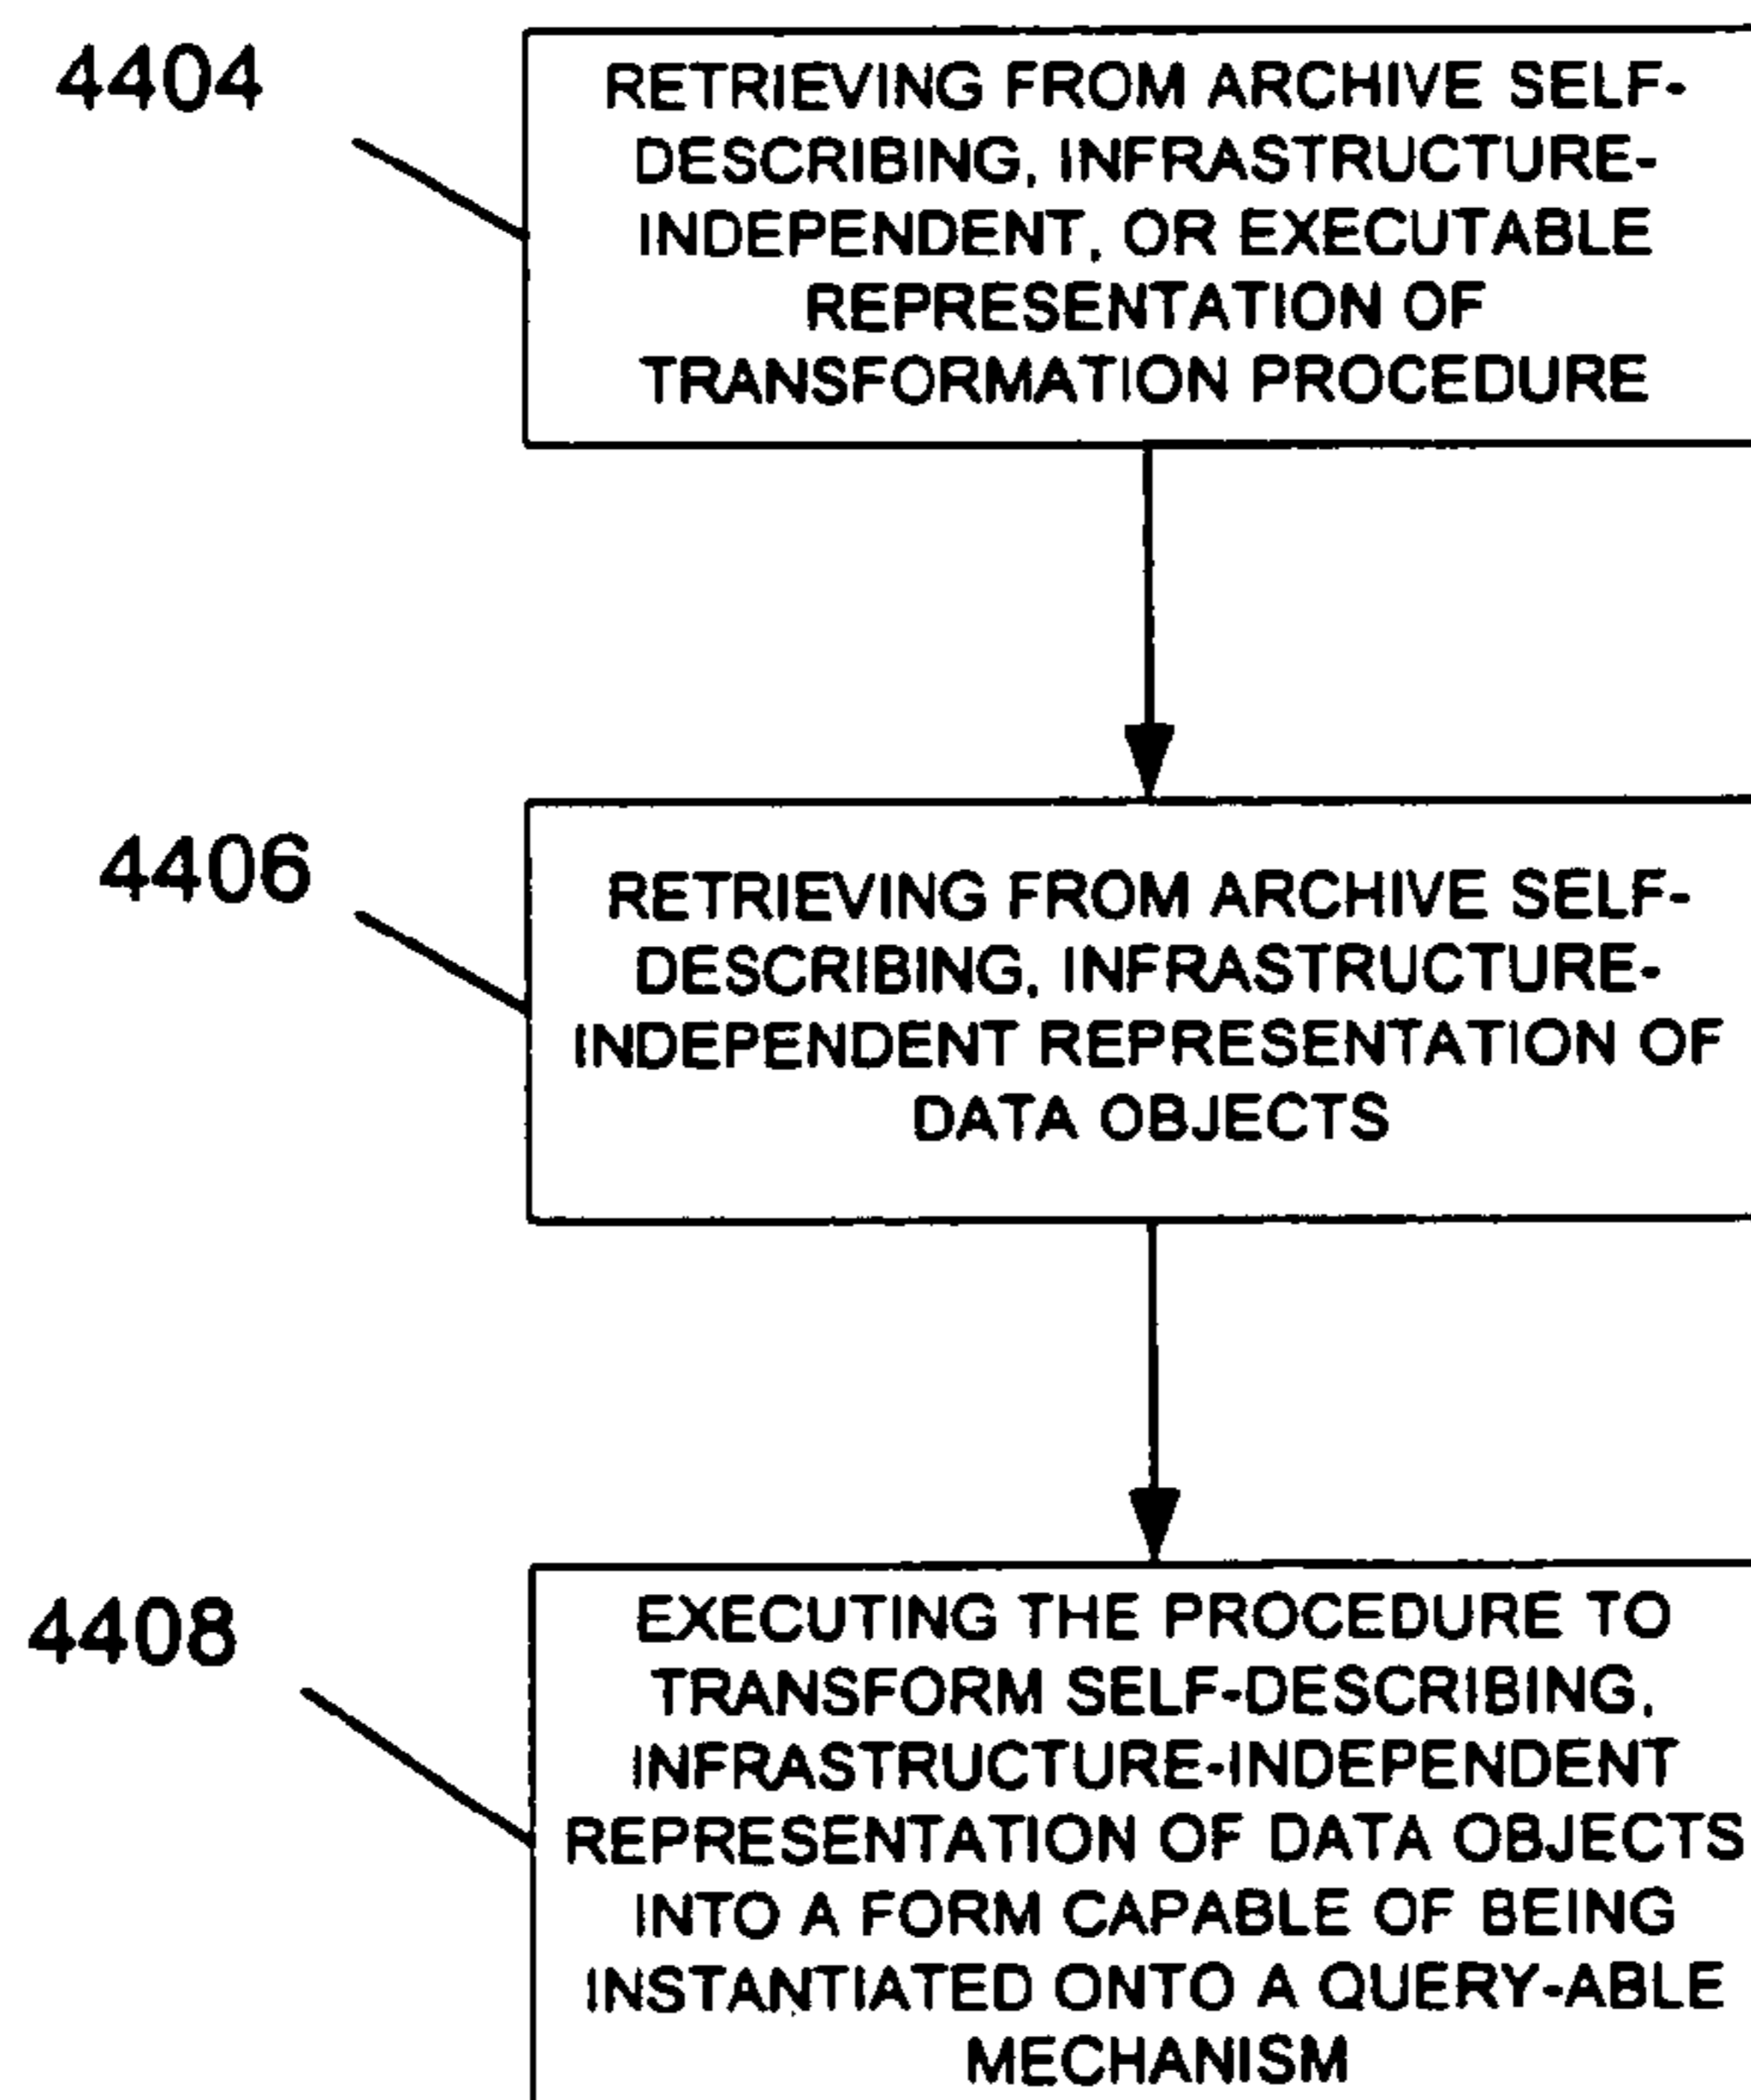 4404
RETRIEVING FROM ARCHIVE SELF-
DESCRIBING, INFRASTRUCTURE-
INDEPENDENT, OR EXECUTABLE
REPRESENTATION OF
TRANSFORMATION PROCEDURE
4406
RETRIEVING FROM ARCHIVE SELF-
DESCRIBING, INFRASTRUCTURE-
INDEPENDENT REPRESENTATION OF
DATA OBJECTS
4408
EXECUTING THE PROCEDURE TO
TRANSFORM SELF-DESCRIBING,
INFRASTRUCTURE-INDEPENDENT
REPRESENTATION OF DATA OBJECTS
INTO A FORM CAPABLE OF BEING
INSTANTIATED ONTO A QUERY-ABLE
MECHANISM